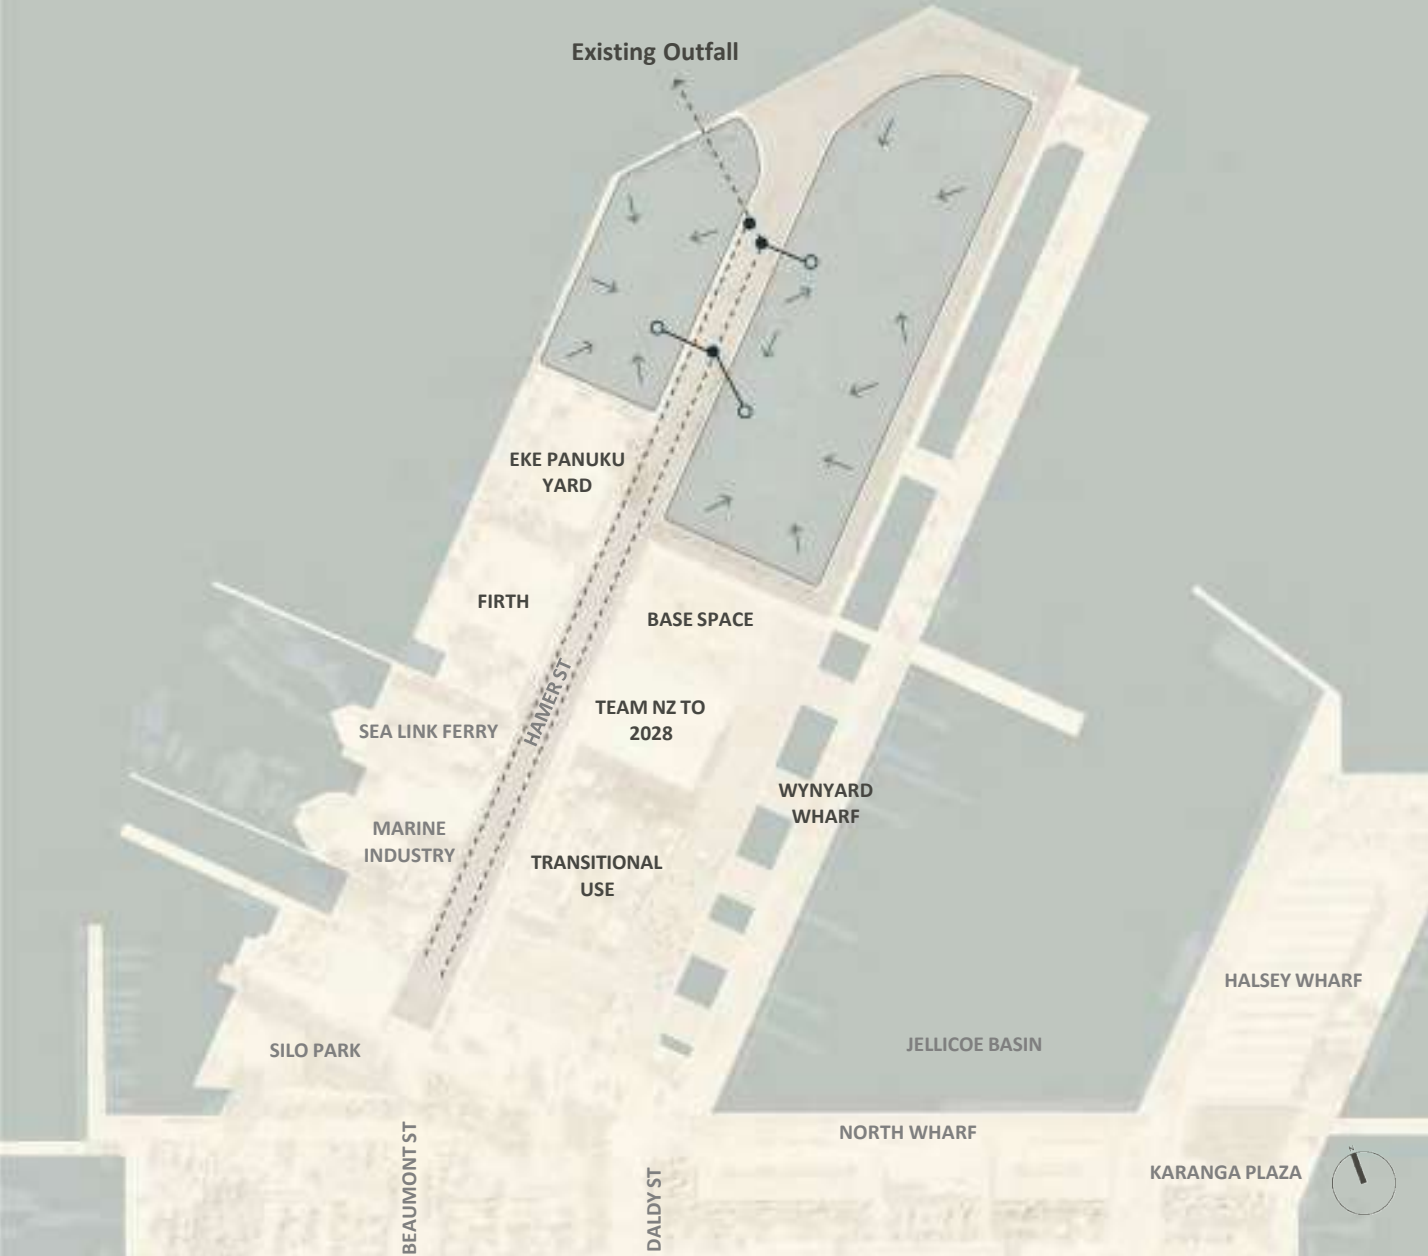 Existing Outfall
EKE PANUKU
YARD
FIRTH
BASE SPACE
HAMER ST
SEA LINK FERRY
TEAM NZ TO
2028
WYNYARD
WHARF
MARINE
INDUSTRY
TRANSITIONAL
USE
HALSEY WHARF
SILO PARK
JELLICOE BASIN
NORTH WHARF
BEAUMONT ST
DALDY ST
KARANGA PLAZA
N